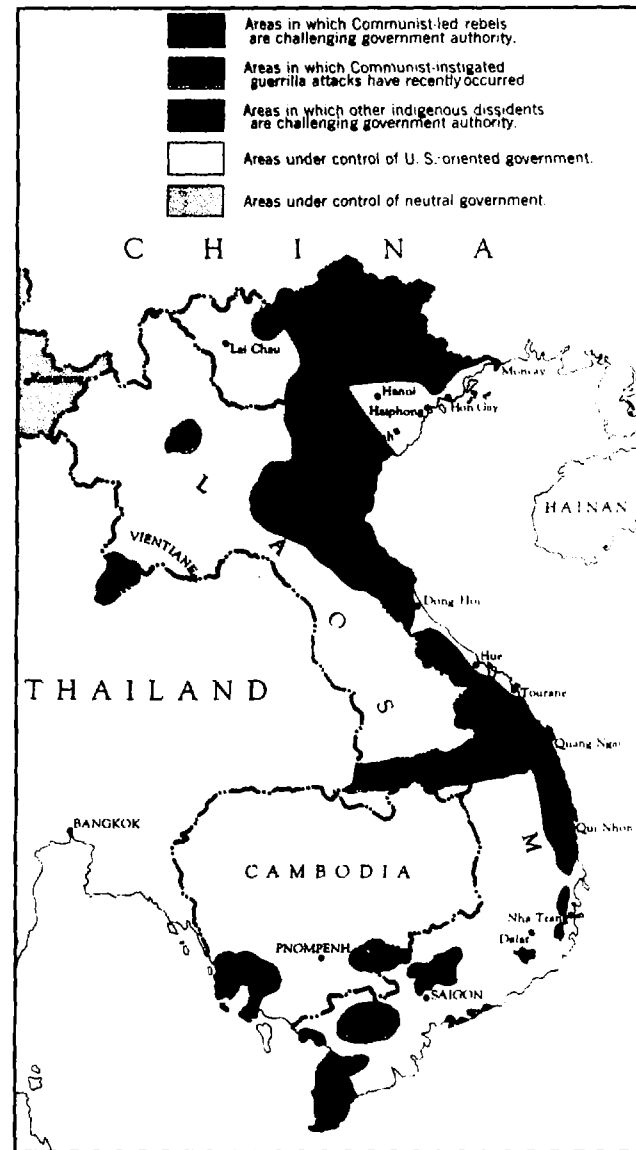 Areas in which Communist-led rebels
are challenging government authority.
Areas in which Communist-instigated
guerrilla attacks have recently occurred
Areas in which other indigenous dissidents
are challenging government authority.
Areas under control of U. S.-oriented government.
Areas under control of neutral government.
C H I N A
Lai Chau
Moncay
Hanoi
Haiphong
Hon Gay
h
L A O S
HAINAN
VIENTIANE
Dong Hoi
THAILAND
Hue
Tourane
Quang Ngai
BANGKOK
Qui Nhon
M
CAMBODIA
Nha Trang
Dalat
PNOMPENH
SAIGON